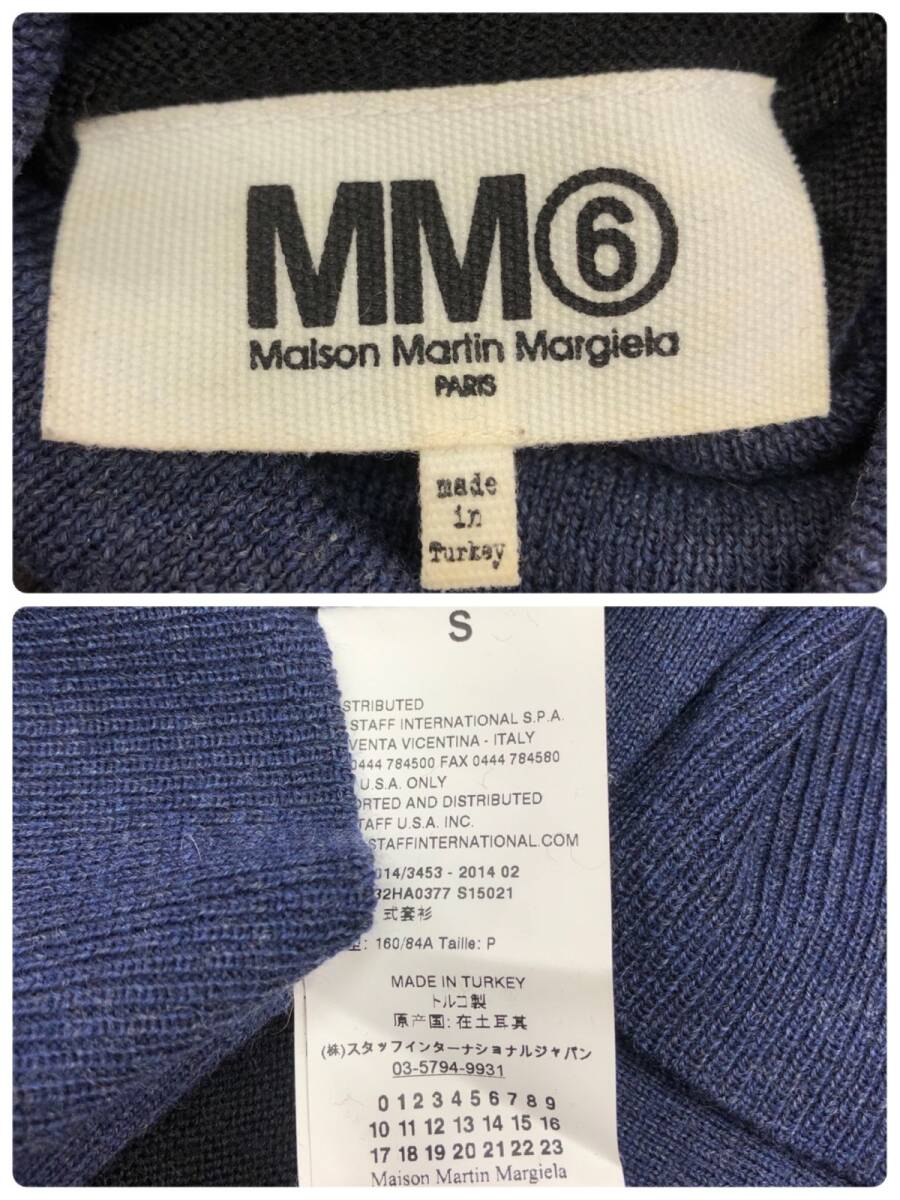 MM⑥
Maison Martin Margiela
PARIS
made
in
Turkey
S
STRIBUTED
STAFF INTERNATIONAL S.P.A.
VENTA VICENTINA - ITALY
0444 784500 FAX 0444 784580
U.S.A. ONLY
ORTED AND DISTRIBUTED
TAFF U.S.A. INC.
STAFFINTERNATIONAL.COM
014/3453 - 2014 02
32HA0377 S15021
式套衫
型: 160/84A Taille: P
MADE IN TURKEY
トルコ製
原产国: 在土耳其
(株)スタッフインターナショナルジャパン
03-5794-9931
0 1 2 3 4 5 6 7 8 9
10 11 12 13 14 15 16
17 18 19 20 21 22 23
Maison Martin Margiela